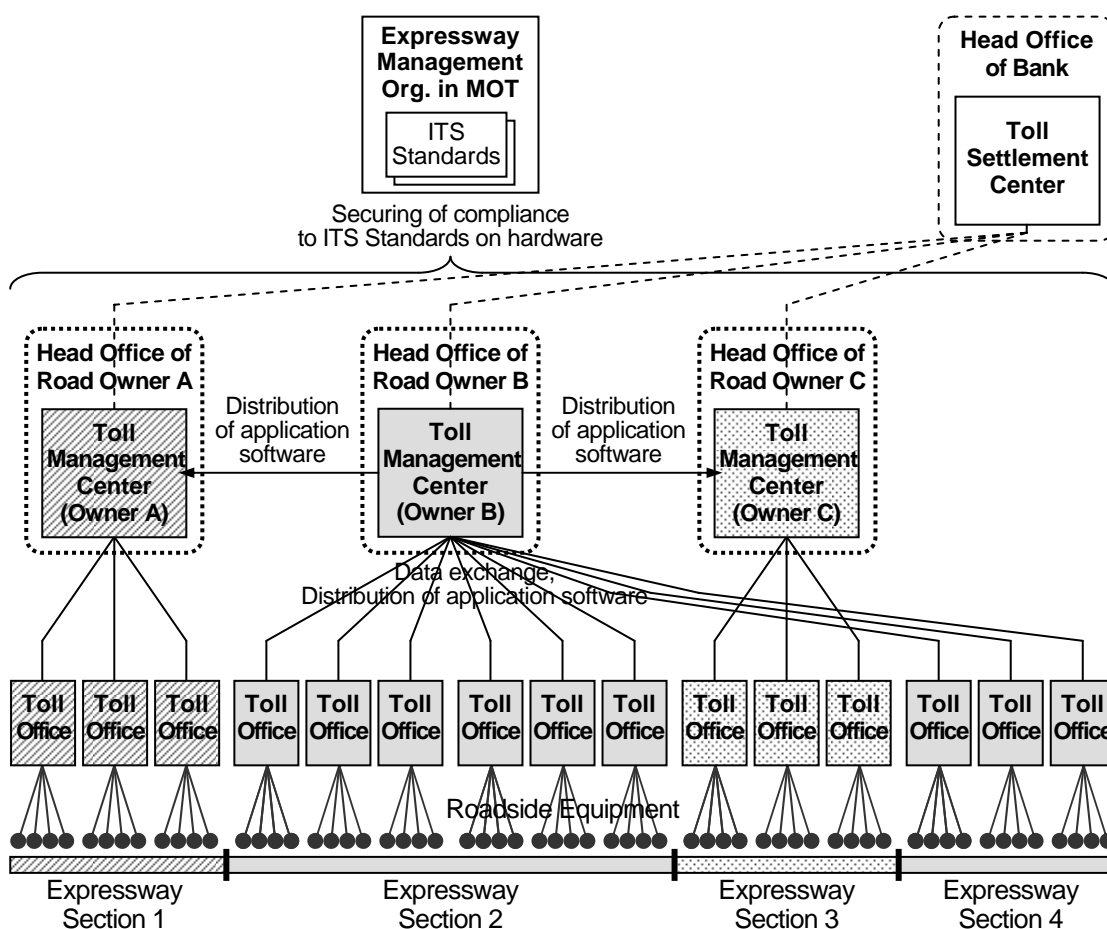 Expressway
Management
Org. in MOT
ITS
Standards
Head Office
of Bank
Toll
Settlement
Center
Securing of compliance
to ITS Standards on hardware
Head Office of
Road Owner A
Head Office of
Road Owner B
Head Office of
Road Owner C
Toll
Management
Center
(Owner A)
Distribution
of application
software
Toll
Management
Center
(Owner B)
Distribution
of application
software
Toll
Management
Center
(Owner C)
Data exchange,
Distribution of application software
Toll
Office
Toll
Office
Toll
Office
Toll
Office
Toll
Office
Toll
Office
Toll
Office
Toll
Office
Toll
Office
Toll
Office
Toll
Office
Toll
Office
Toll
Office
Toll
Office
Toll
Office
Roadside Equipment
Expressway
Section 1
Expressway
Section 2
Expressway
Section 3
Expressway
Section 4